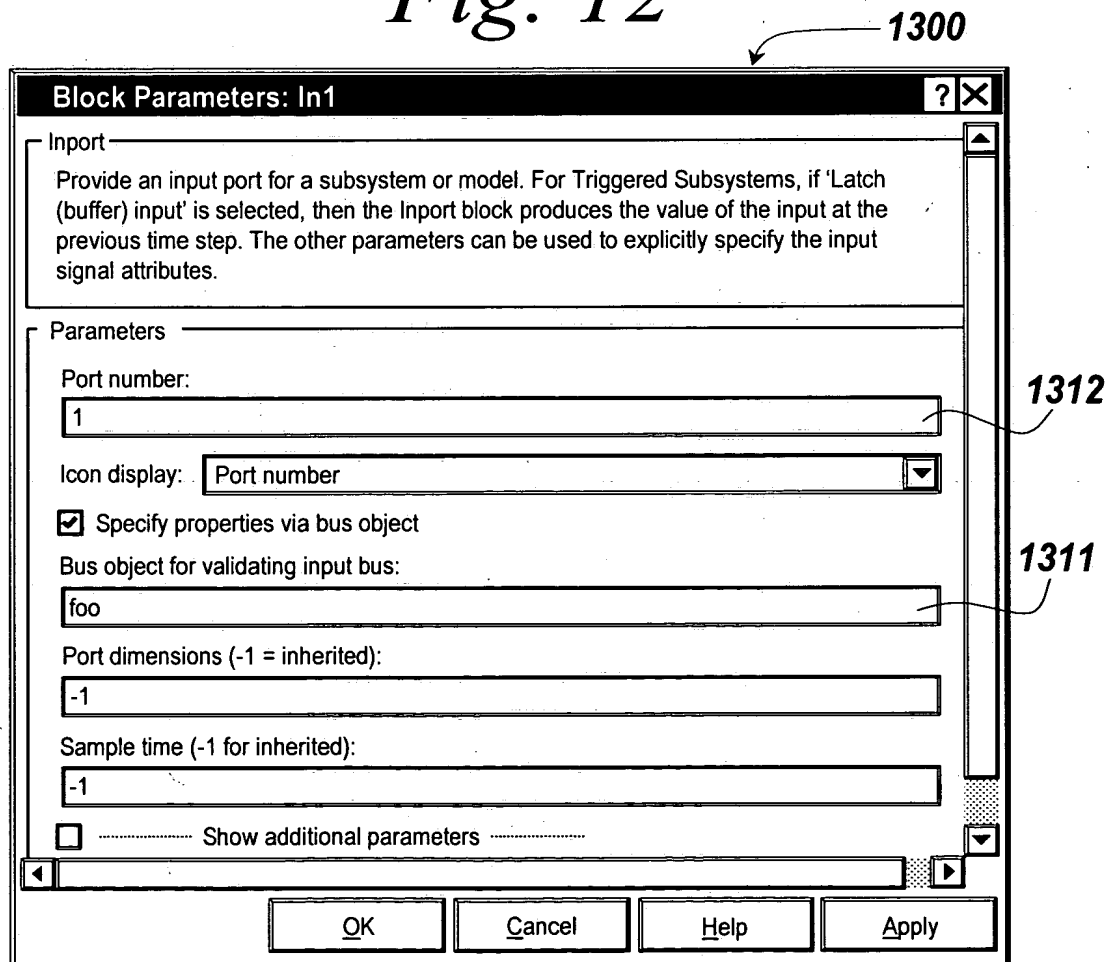 Fig. 12
1300
Block Parameters: In1
?
Inport
Provide an input port for a subsystem or model. For Triggered Subsystems, if 'Latch
(buffer) input' is selected, then the Inport block produces the value of the input at the
previous time step. The other parameters can be used to explicitly specify the input
signal attributes.
Parameters
Port number:
1
1312
Icon display: Port number
Specify properties via bus object
Bus object for validating input bus:
1311
foo
Port dimensions (-1 = inherited):
-1
Sample time (-1 for inherited):
-1
Show additional parameters
OK Cancel Help Apply